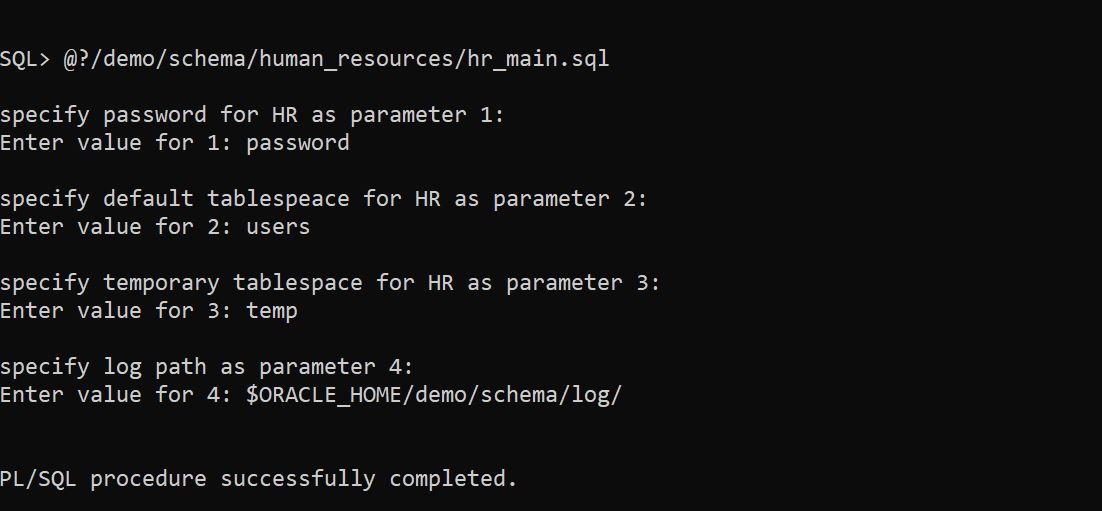 SQL> @?/demo/schema/human_resources/hr_main.sql
specify password for HR as parameter 1:
Enter value for 1: password
specify default tablespeace for HR as parameter 2:
Enter value for 2: users
specify temporary tablespace for HR as parameter 3:
Enter value for 3: temp
specify log path as parameter 4:
Enter value for 4: $ORACLE_HOME/demo/schema/log/
PL/SQL procedure successfully completed.